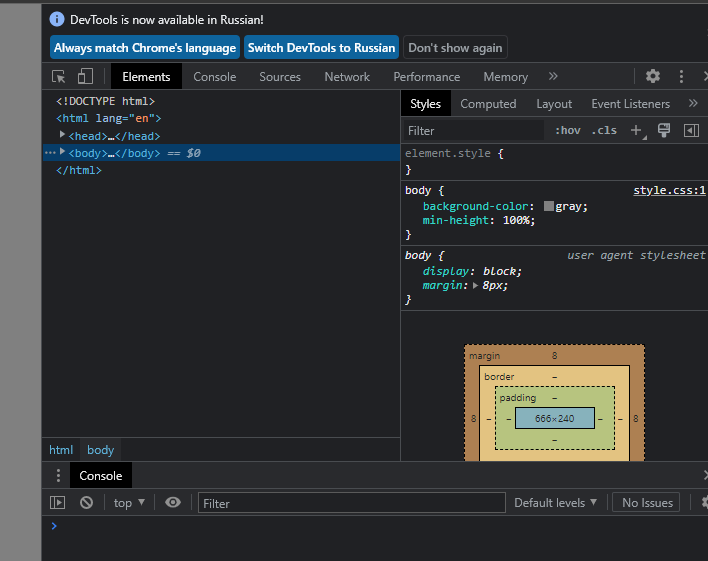 DevTools is now available in Russian!
Always match Chrome's language Switch DevTools to Russian Don't show again
Elements Console Sources Network Performance Memory »
<!DOCTYPE html>
<html lang="en">
<head>…</head>
<body>…</body> == $0
</html>
html body
Styles Computed Layout Event Listeners »
Filter :hov .cls +
element.style {
}
body { style.css:1
background-color: gray;
min-height: 100%;
}
body { user agent stylesheet
display: block;
margin: 8px;
}
margin 8
border –
padding –
8 – – 666×240 – – 8
–
Console
top Filter Default levels No Issues